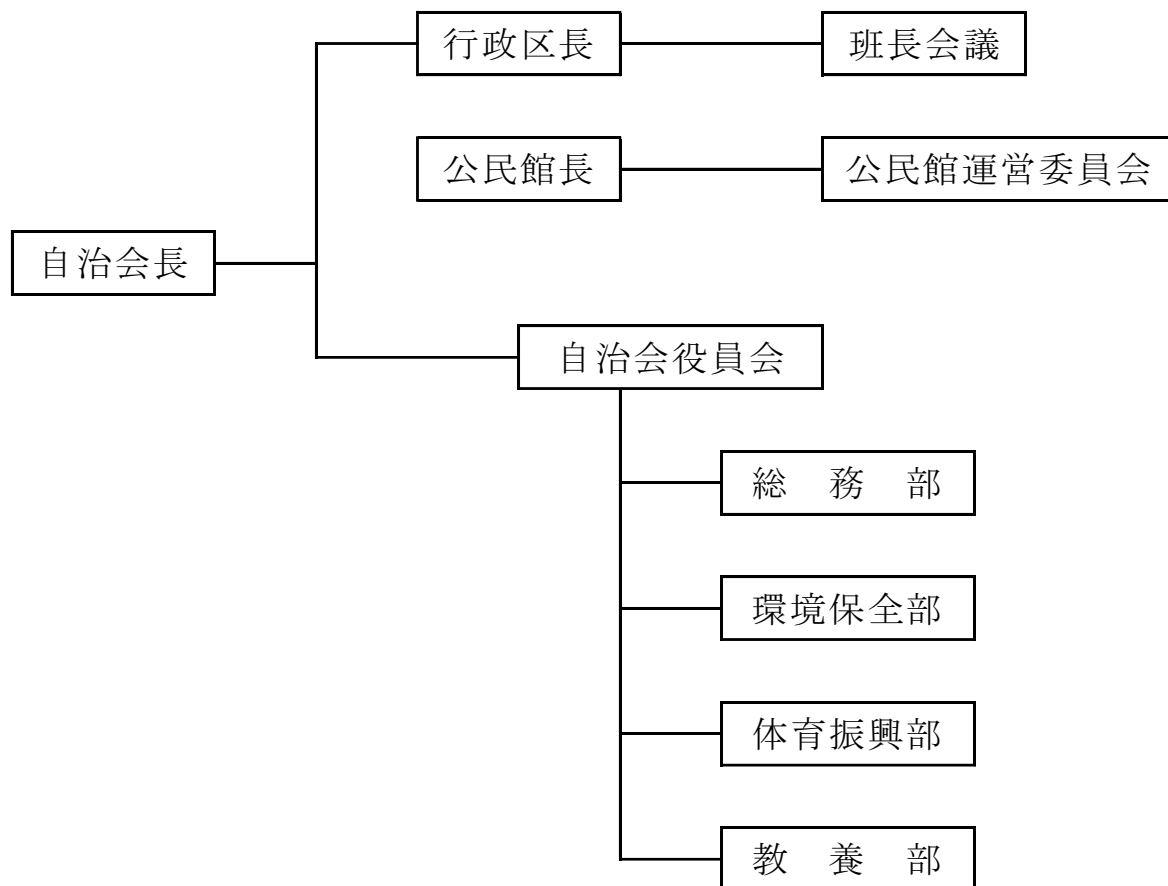 行政区長
班長会議
公民館長
公民館運営委員会
自治会長
自治会役員会
総　務　部
環境保全部
体育振興部
教　養　部